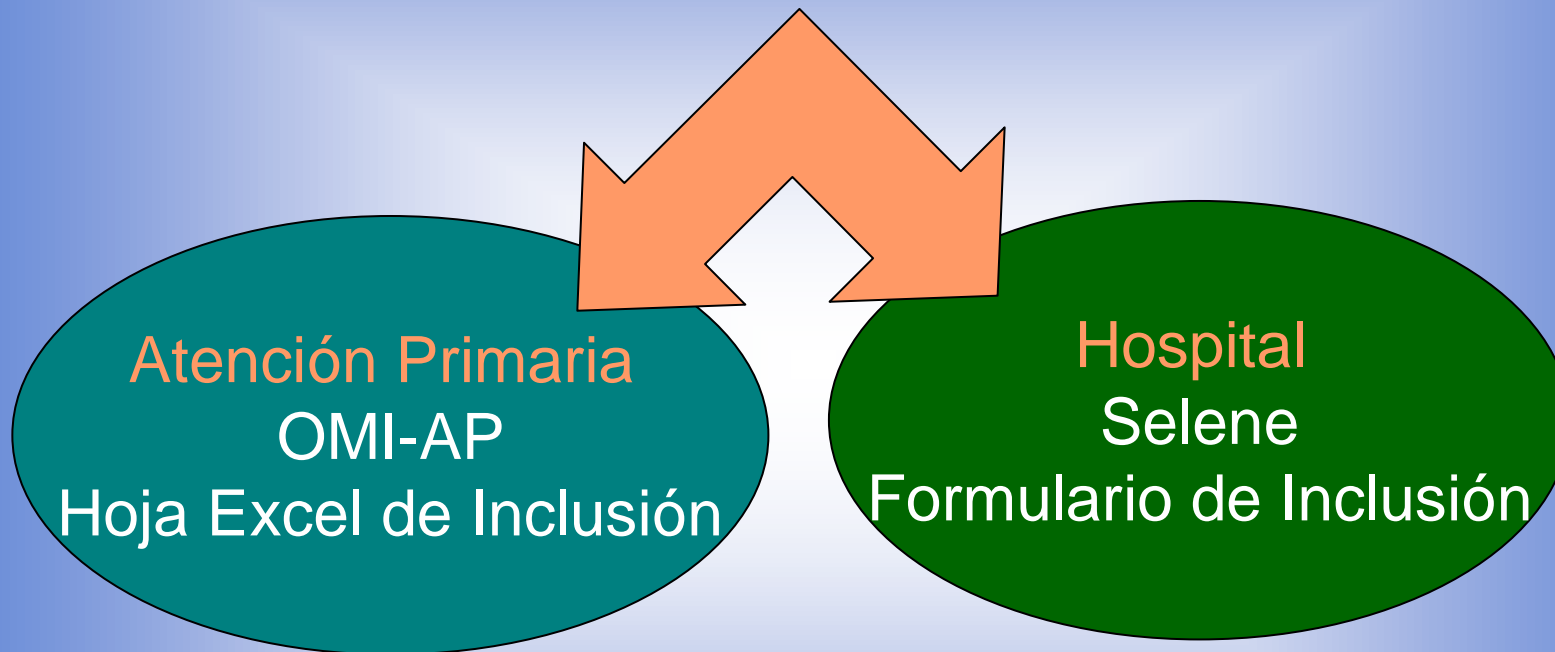 Atención Primaria
OMI-AP
Hoja Excel de Inclusión
Hospital
Selene
Formulario de Inclusión